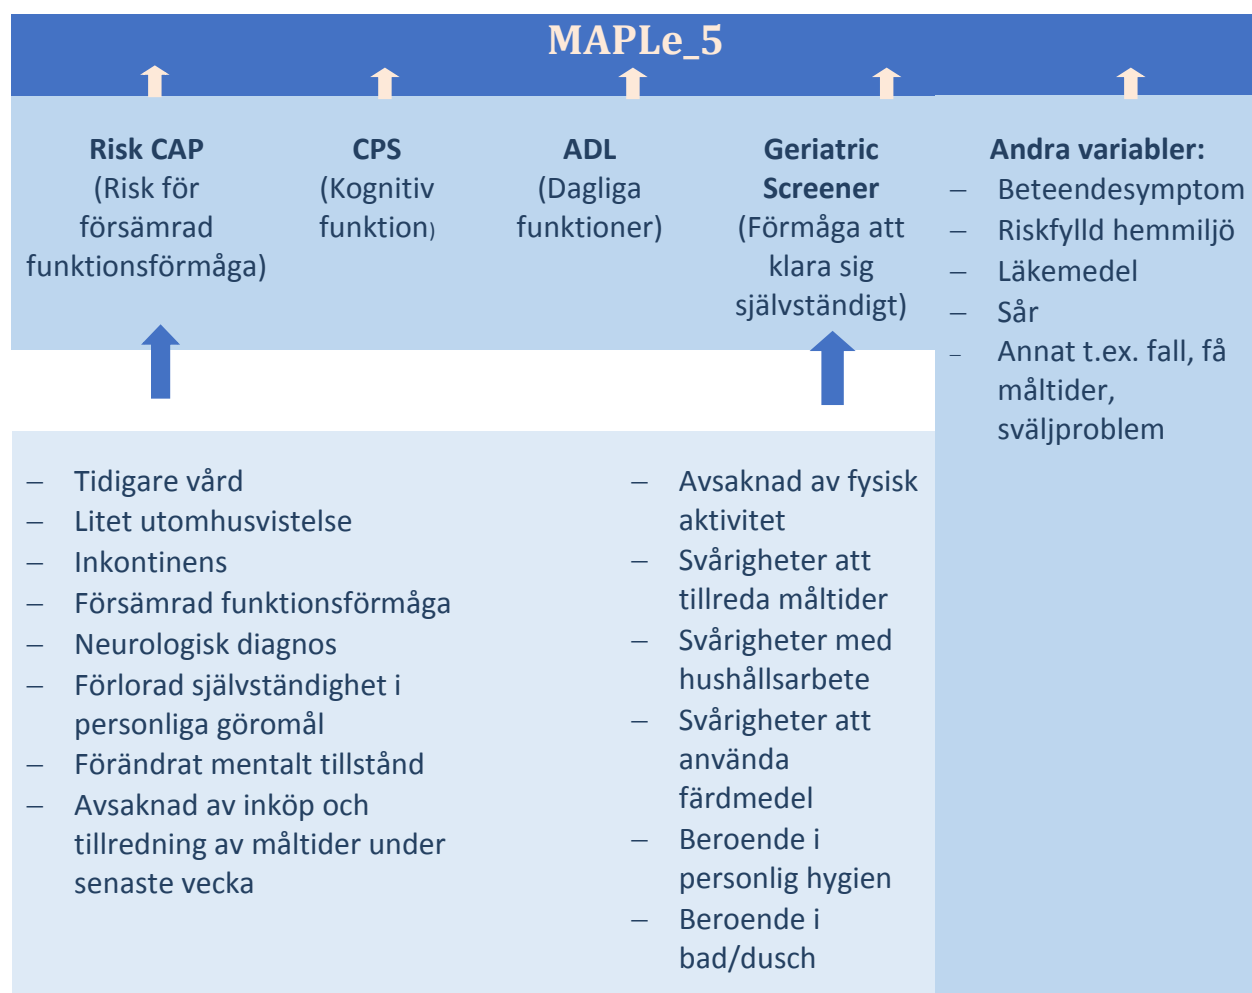 MAPLe_5
Risk CAP
(Risk för
försämrad
funktionsförmåga)
CPS
(Kognitiv
funktion)
ADL
(Dagliga
funktioner)
Geriatric
Screener
(Förmåga att
klara sig
självständigt)
Andra variabler:
– Beteendesymptom
– Riskfylld hemmiljö
– Läkemedel
– Sår
– Annat t.ex. fall, få
måltider,
sväljproblem
– Tidigare vård
– Litet utomhusvistelse
– Inkontinens
– Försämrad funktionsförmåga
– Neurologisk diagnos
– Förlorad självständighet i
personliga göromål
– Förändrat mentalt tillstånd
– Avsaknad av inköp och
tillredning av måltider under
senaste vecka
– Avsaknad av fysisk
aktivitet
– Svårigheter att
tillreda måltider
– Svårigheter med
hushållsarbete
– Svårigheter att
använda
färdmedel
– Beroende i
personlig hygien
– Beroende i
bad/dusch